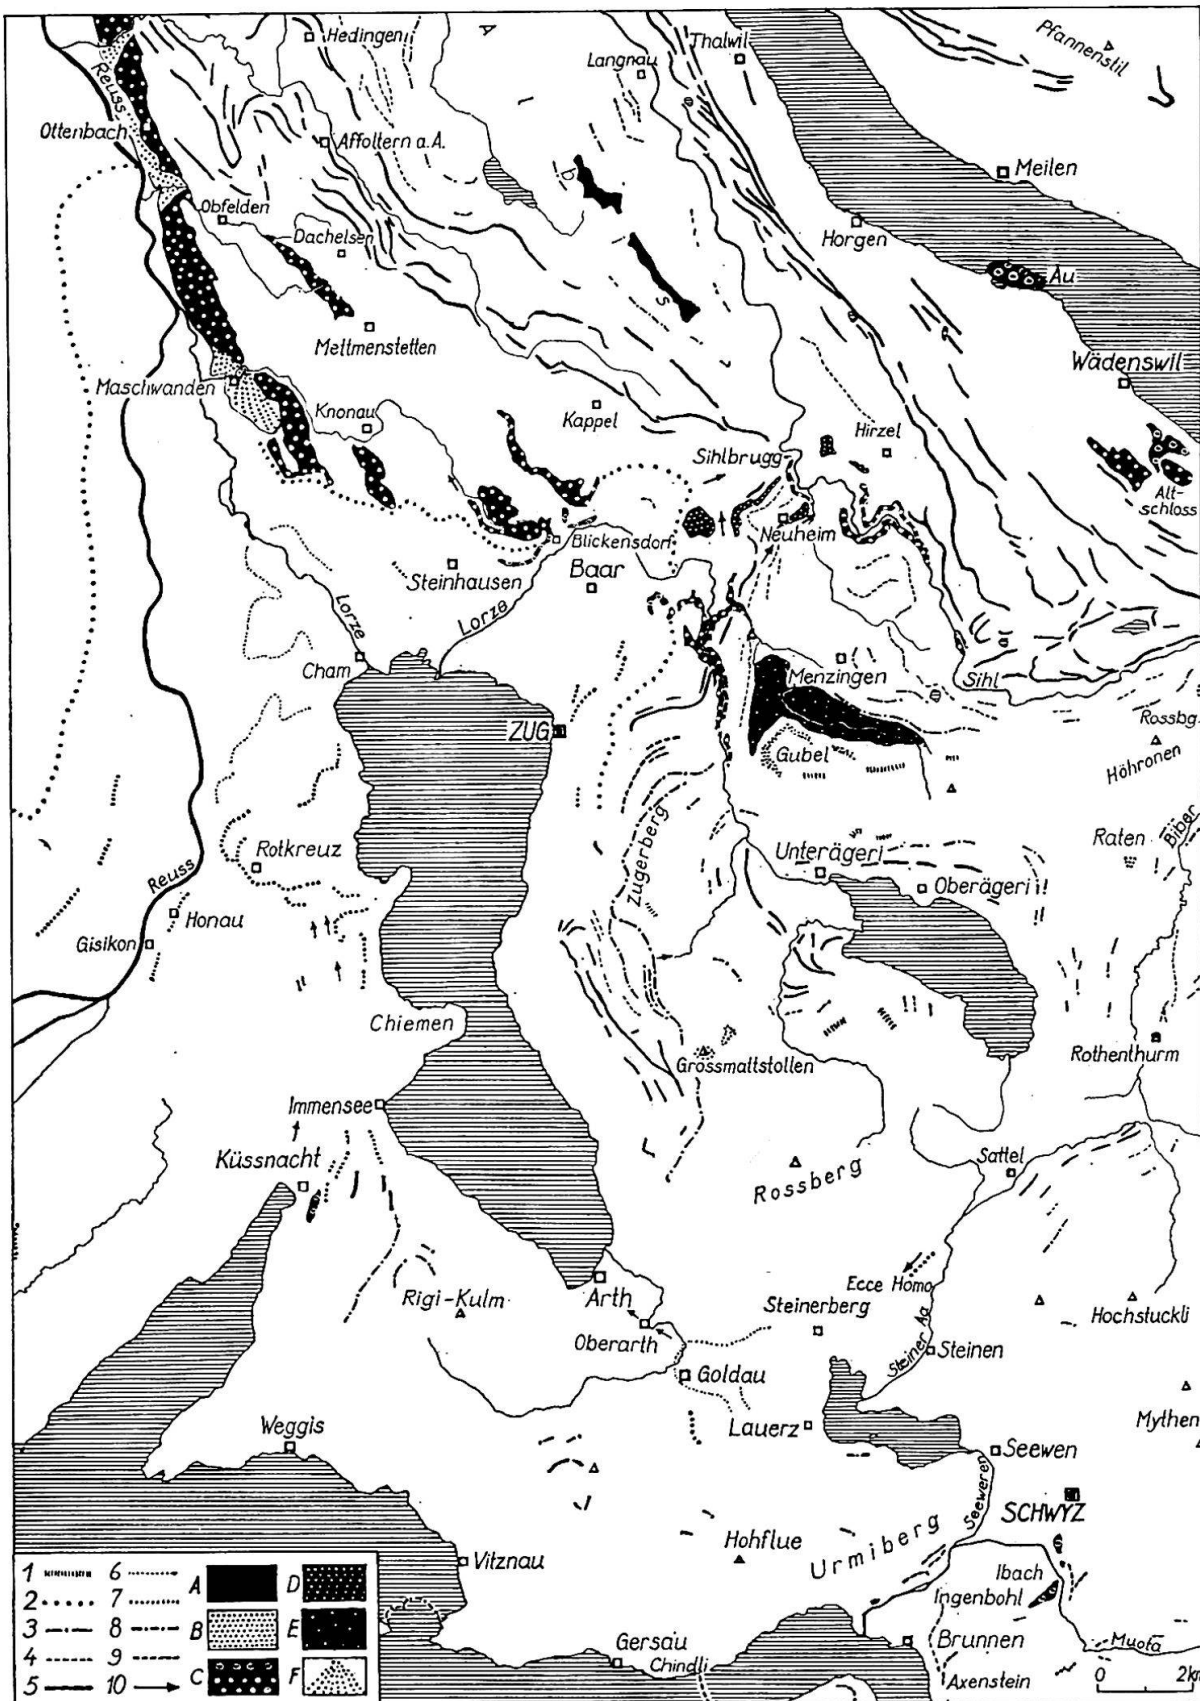 Hedingen
A
Langnau
Thalwil
Pfannenstil
Reuss
Ottenbach
l
Affoltern a.A.
Meilen
b
Obfelden
Dachelsen
Horgen
Au
s
Mettmenstetten
Wädenswil
Maschwanden
Knonau
Kappel
Hirzel
Sihlbrugg
Alt-
schloss
Blickensdorf
Neuheim
Steinhausen
Baar
Lorze
Lorze
Cham
Menzingen
Sihl
ZUG
Rossbg.
Gubel
Höhronen
Zugerberg
Biber
Raten
Rotkreuz
Unterägeri
Oberägeri
Reuss
Honau
Gisikon
Chiemen
Rothenthurm
Grossmattstollen
Immensee
Küssnacht
Sattel
Rossberg
Ecce Homo
Rigi-Kulm
Arth
Steinerberg
Hochstuckli
Oberarth
Steiner Aa
Steinen
Goldau
Weggis
Lauerz
Mythen
Seewen
Seeweren
SCHWYZ
Hohflue
Urmiberg
Vitznau
Ibach
Ingenbohl
Gersau
Chindli
Brunnen
Muota
Axenstein
1 6 A D
2 7
3 8 B E
4 9
5 10 C F
0 2km